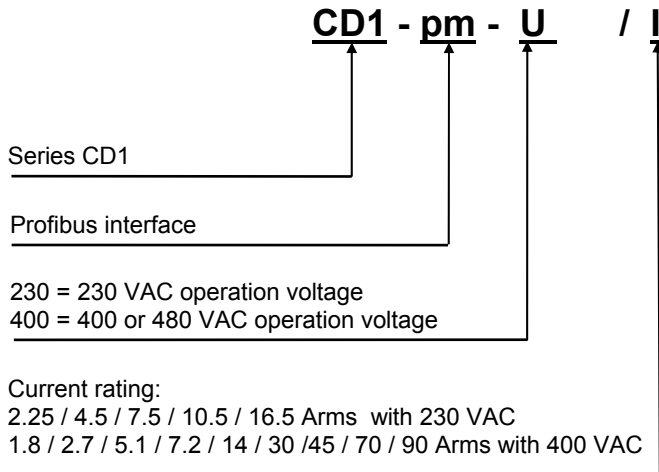 CD1 - pm - U / I
Series CD1
Profibus interface
230 = 230 VAC operation voltage
400 = 400 or 480 VAC operation voltage
Current rating:
2.25 / 4.5 / 7.5 / 10.5 / 16.5 Arms with 230 VAC
1.8 / 2.7 / 5.1 / 7.2 / 14 / 30 /45 / 70 / 90 Arms with 400 VAC